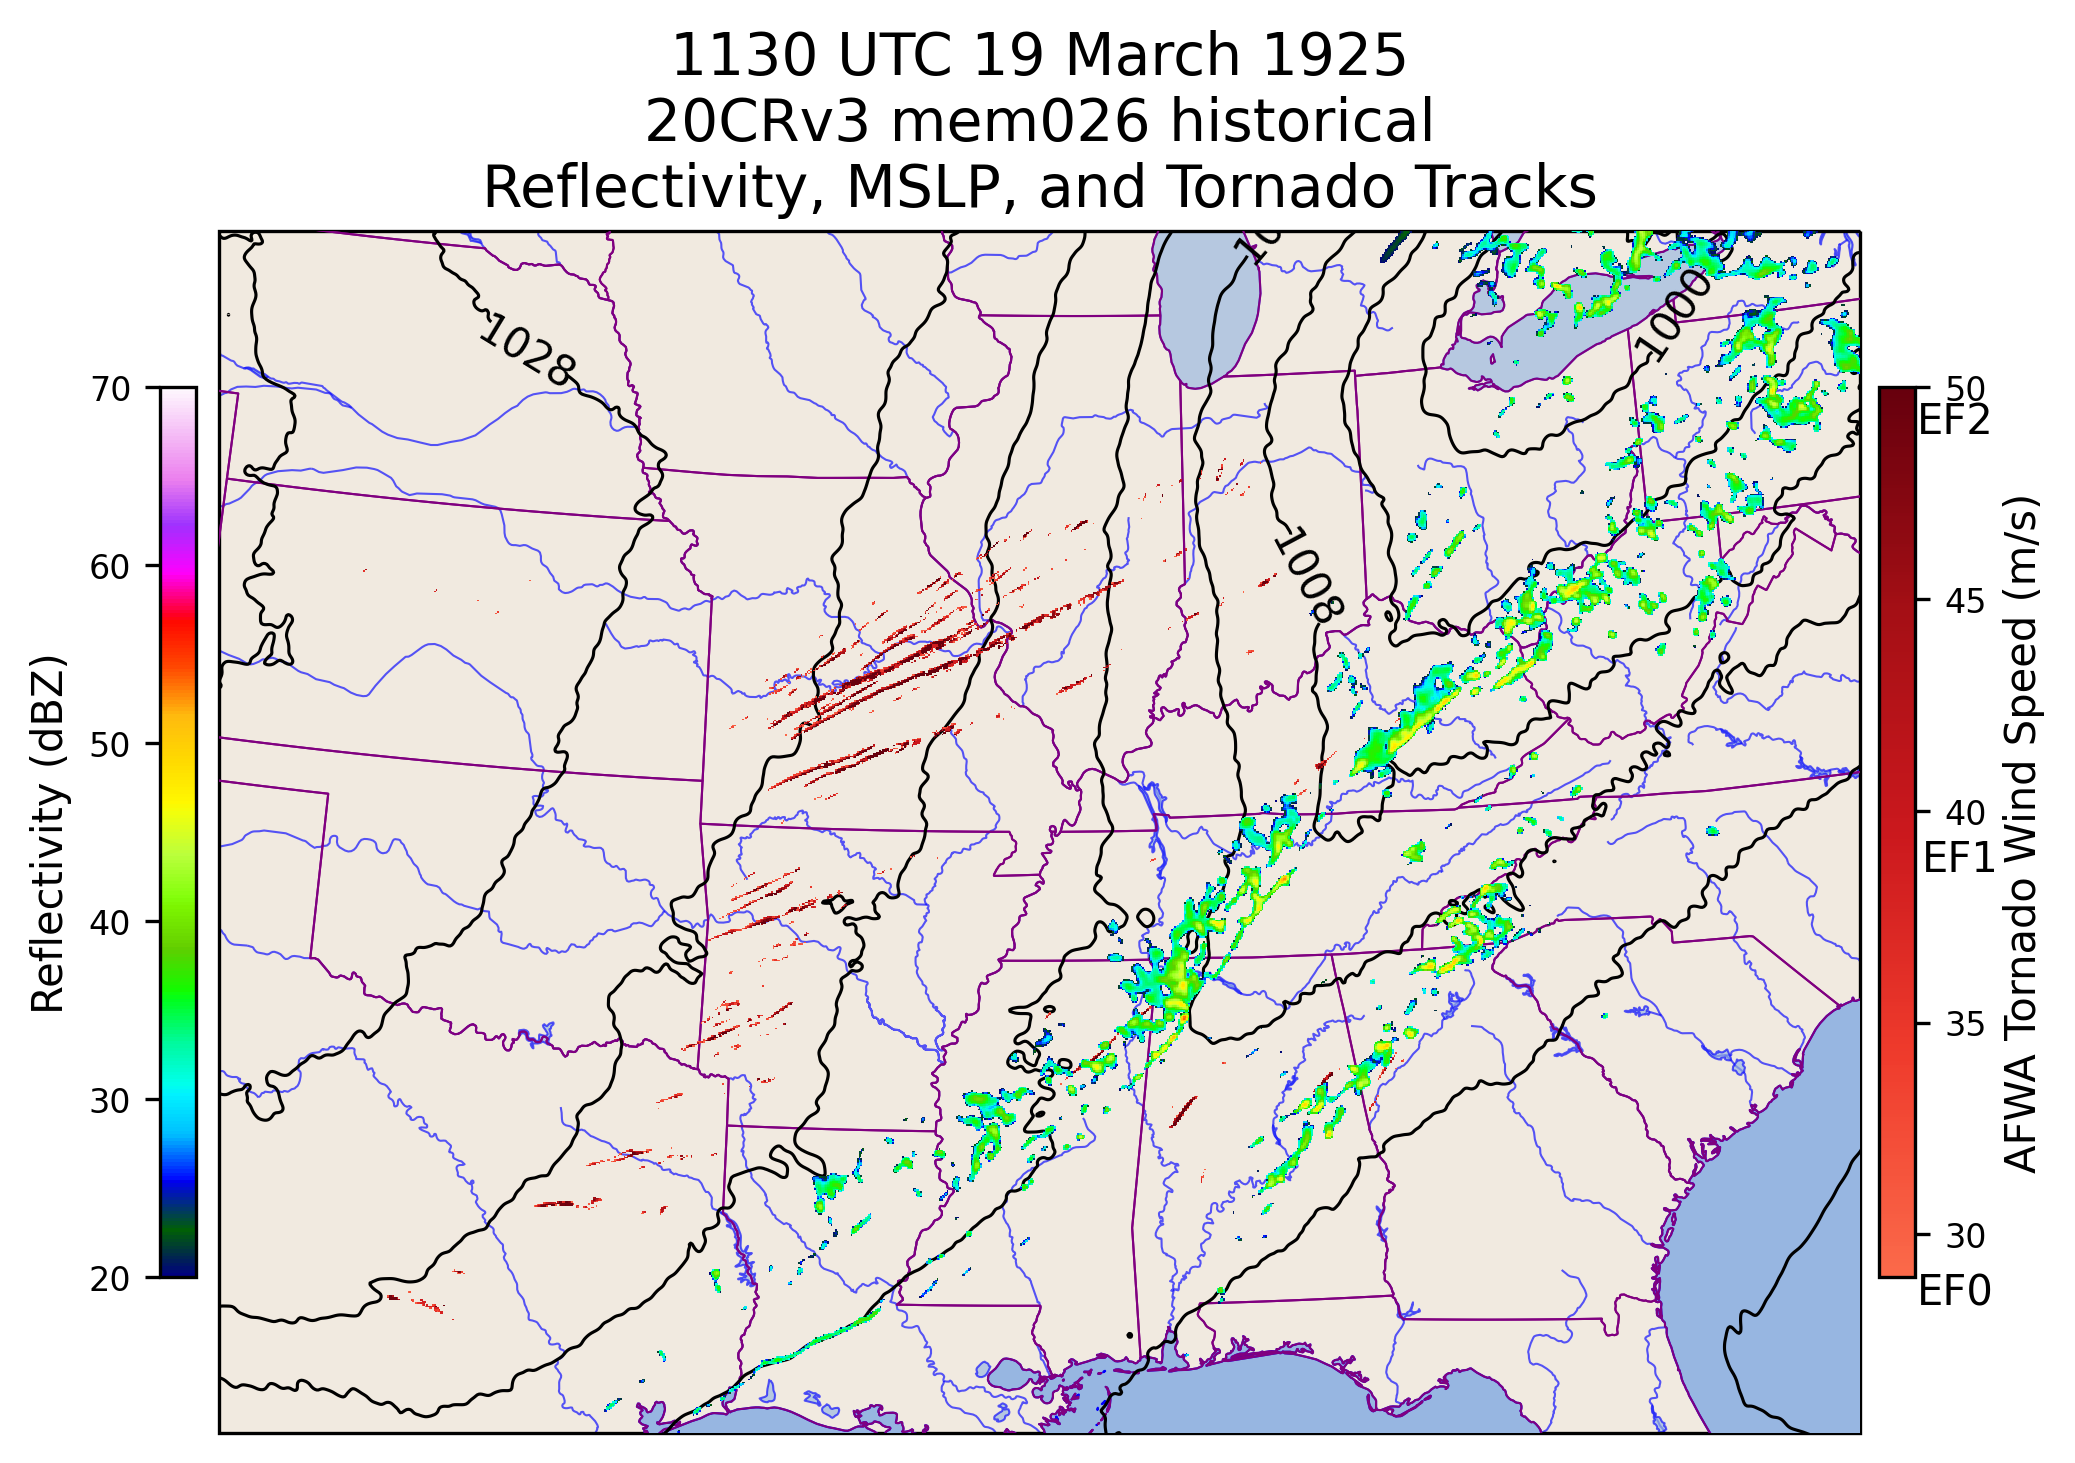 1130 UTC 19 March 1925
20CRv3 mem026 historical
Reflectivity, MSLP, and Tornado Tracks
1028
1000
1008
Reflectivity (dBZ)
70
60
50
40
30
20
50
EF2
45
40
EF1
35
30
EF0
AFWA Tornado Wind Speed (m/s)